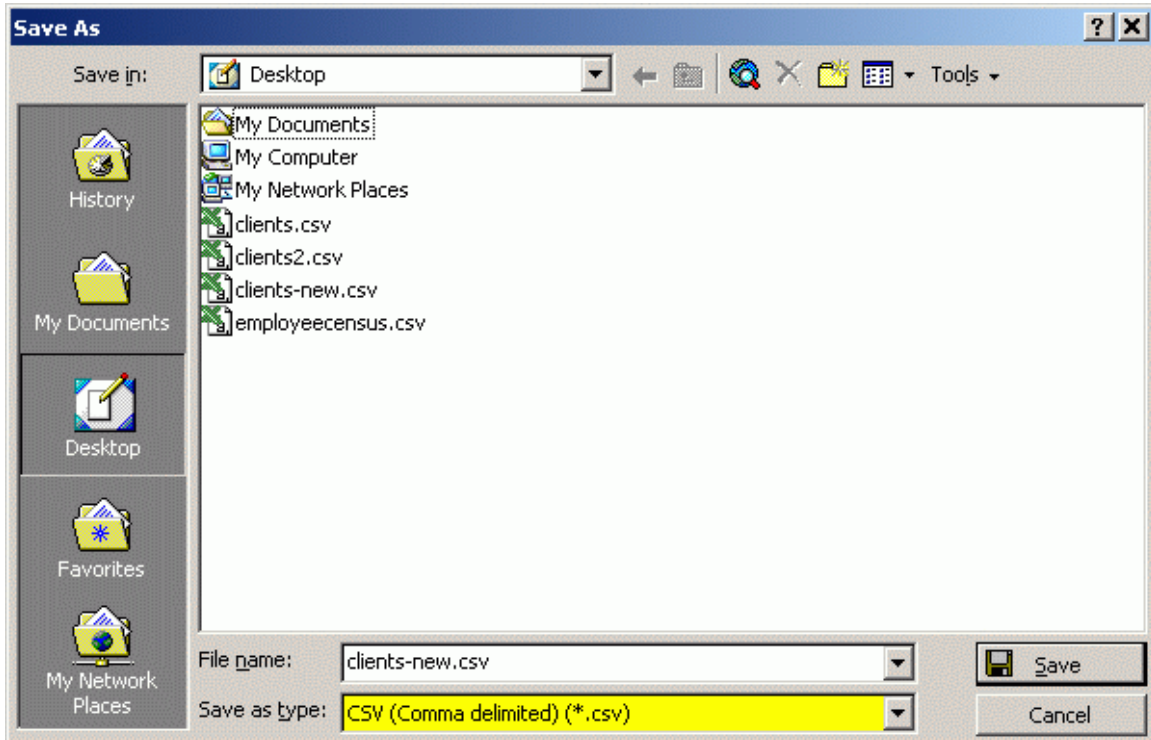 Save As
Save in:
Desktop
Tools
History
My Documents
Desktop
Favorites
My Network
Places
My Documents
My Computer
My Network Places
clients.csv
clients2.csv
clients-new.csv
employeecensus.csv
File name:
clients-new.csv
Save
Save as type:
CSV (Comma delimited) (*.csv)
Cancel